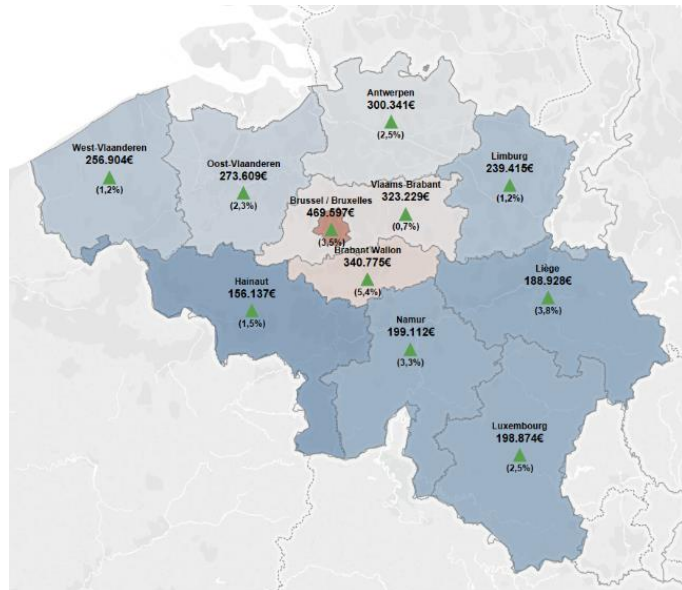 Antwerpen
300.341€
(2,5%)
West-Vlaanderen
256.904€
(1,2%)
Oost-Vlaanderen
273.609€
(2,3%)
Limburg
239.415€
(1,2%)
Vlaams-Brabant
323.229€
(0,7%)
Brussel / Bruxelles
469.597€
(3,5%)
Brabant Wallon
340.775€
(5,4%)
Hainaut
156.137€
(1,5%)
Liège
188.928€
(3,8%)
Namur
199.112€
(3,3%)
Luxembourg
198.874€
(2,5%)